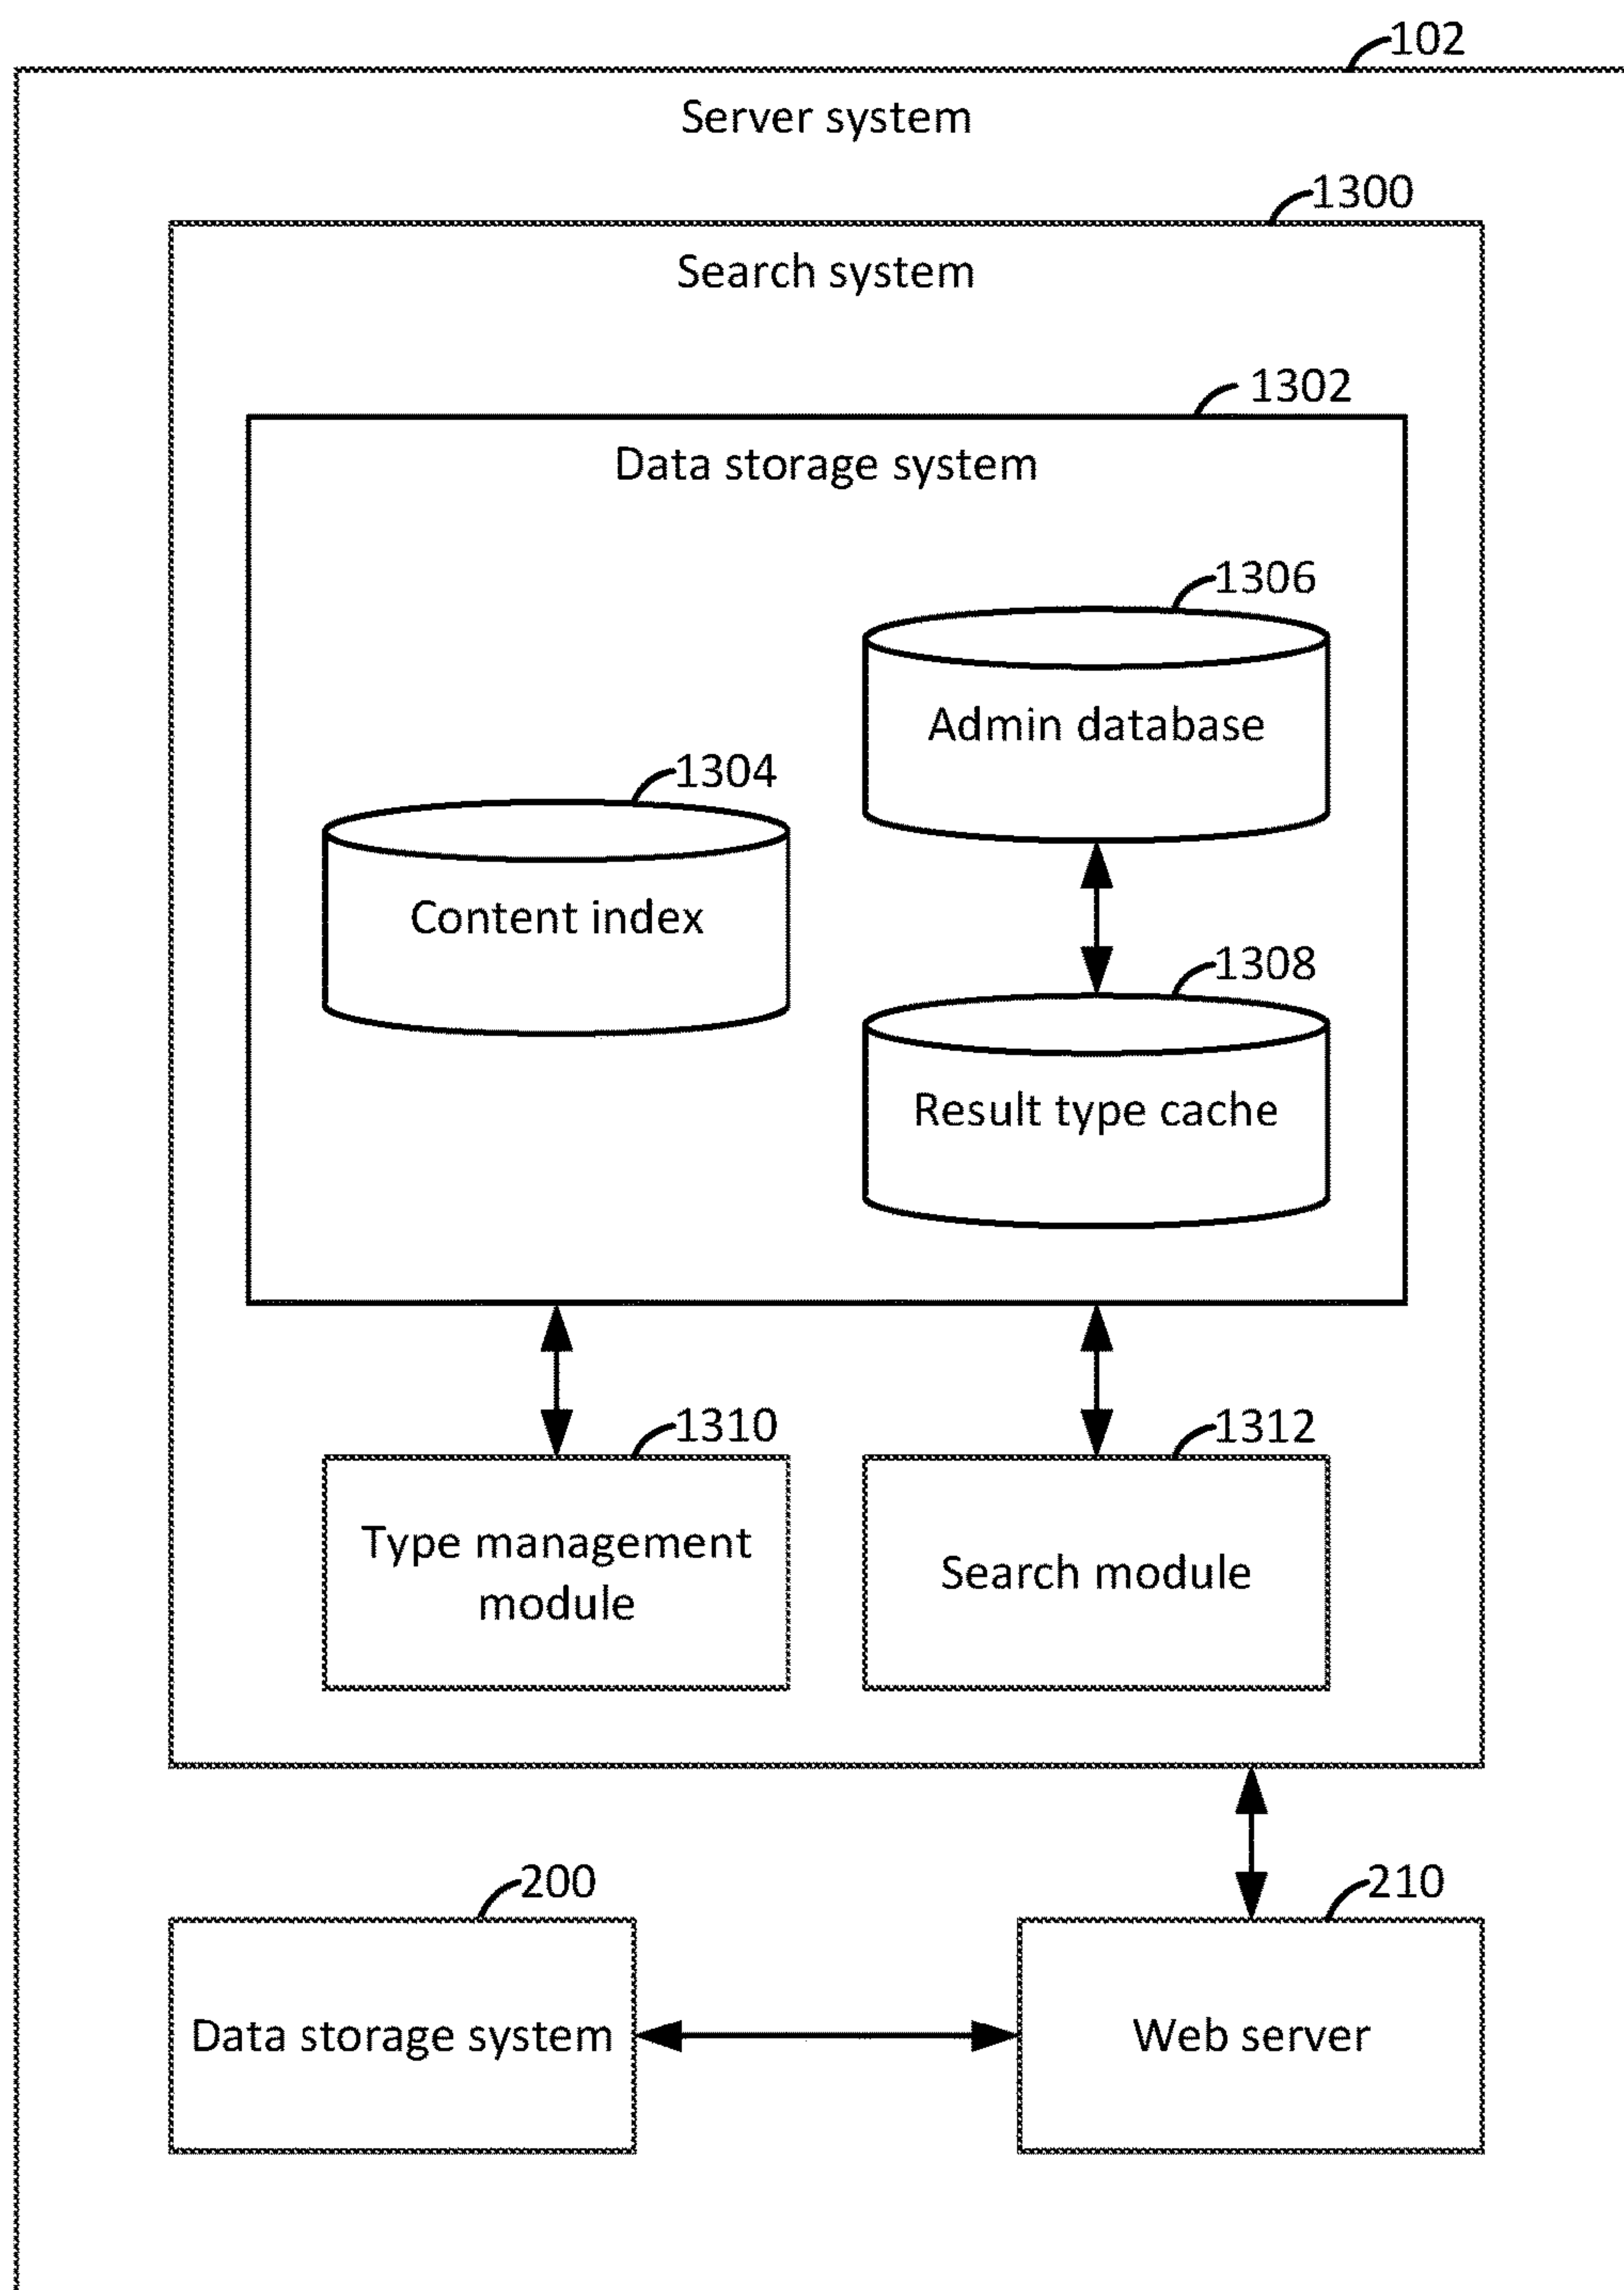 102
Server system
1300
Search system
1302
Data storage system
1306
Admin database
1304
Content index
1308
Result type cache
1310
Type management
module
1312
Search module
200
Data storage system
210
Web server